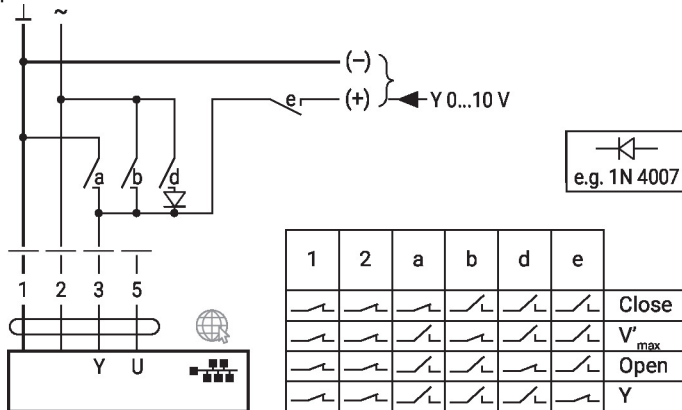 ⊥ ~
(−)
e (+) Y 0...10 V
a b d
e.g. 1N 4007
1 2 3 5
Y U
1 2 a b d e
Close
V'max
Open
Y